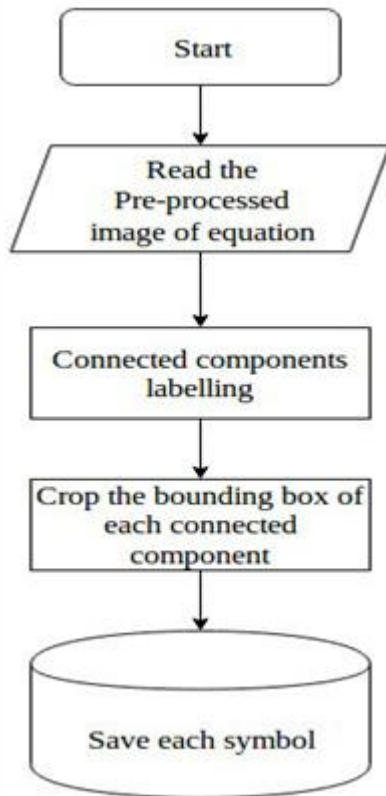 Start
Read the
Pre-processed
image of equation
Connected components
labelling
Crop the bounding box of
each connected
component
Save each symbol